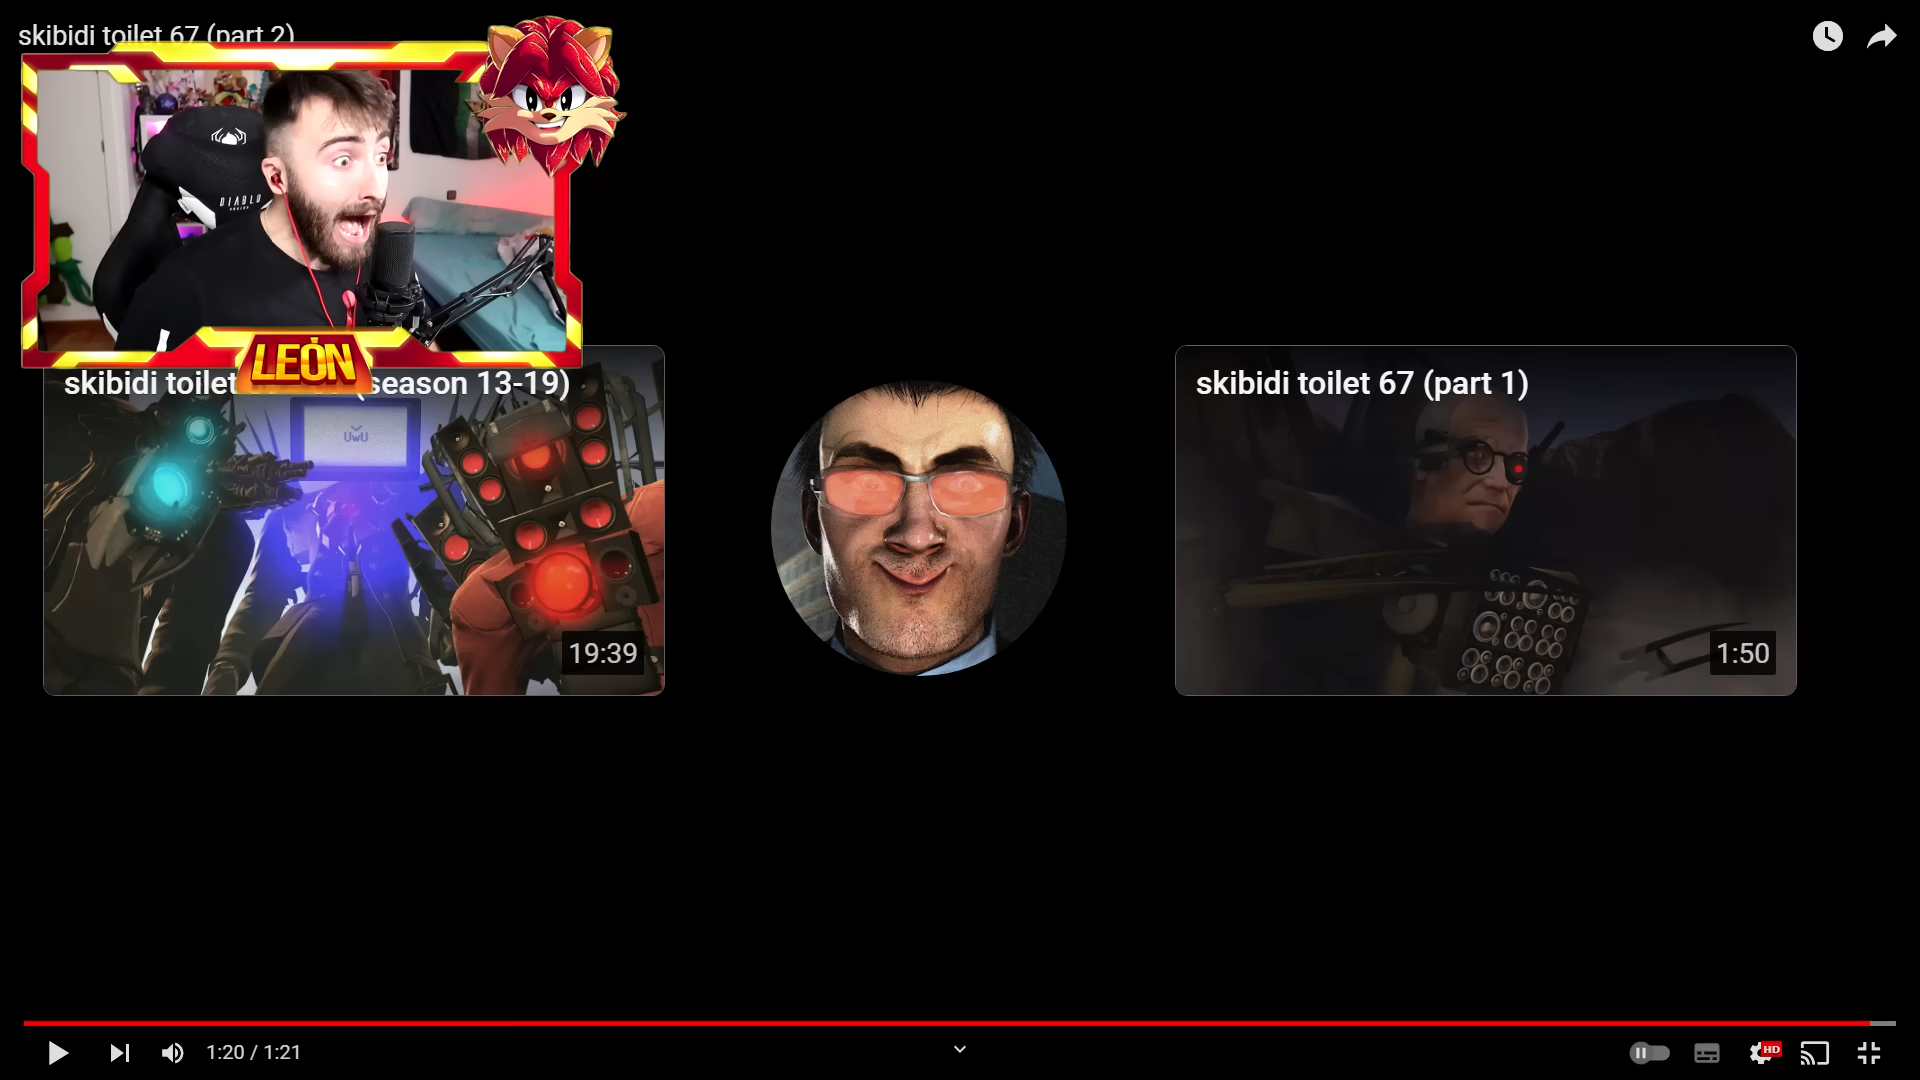 skibidi toilet 67 (part 2)
DIABLO
LEÓN
skibidi toilet (season 13-19)
UwU
19:39
skibidi toilet 67 (part 1)
1:50
1:20 / 1:21
HD